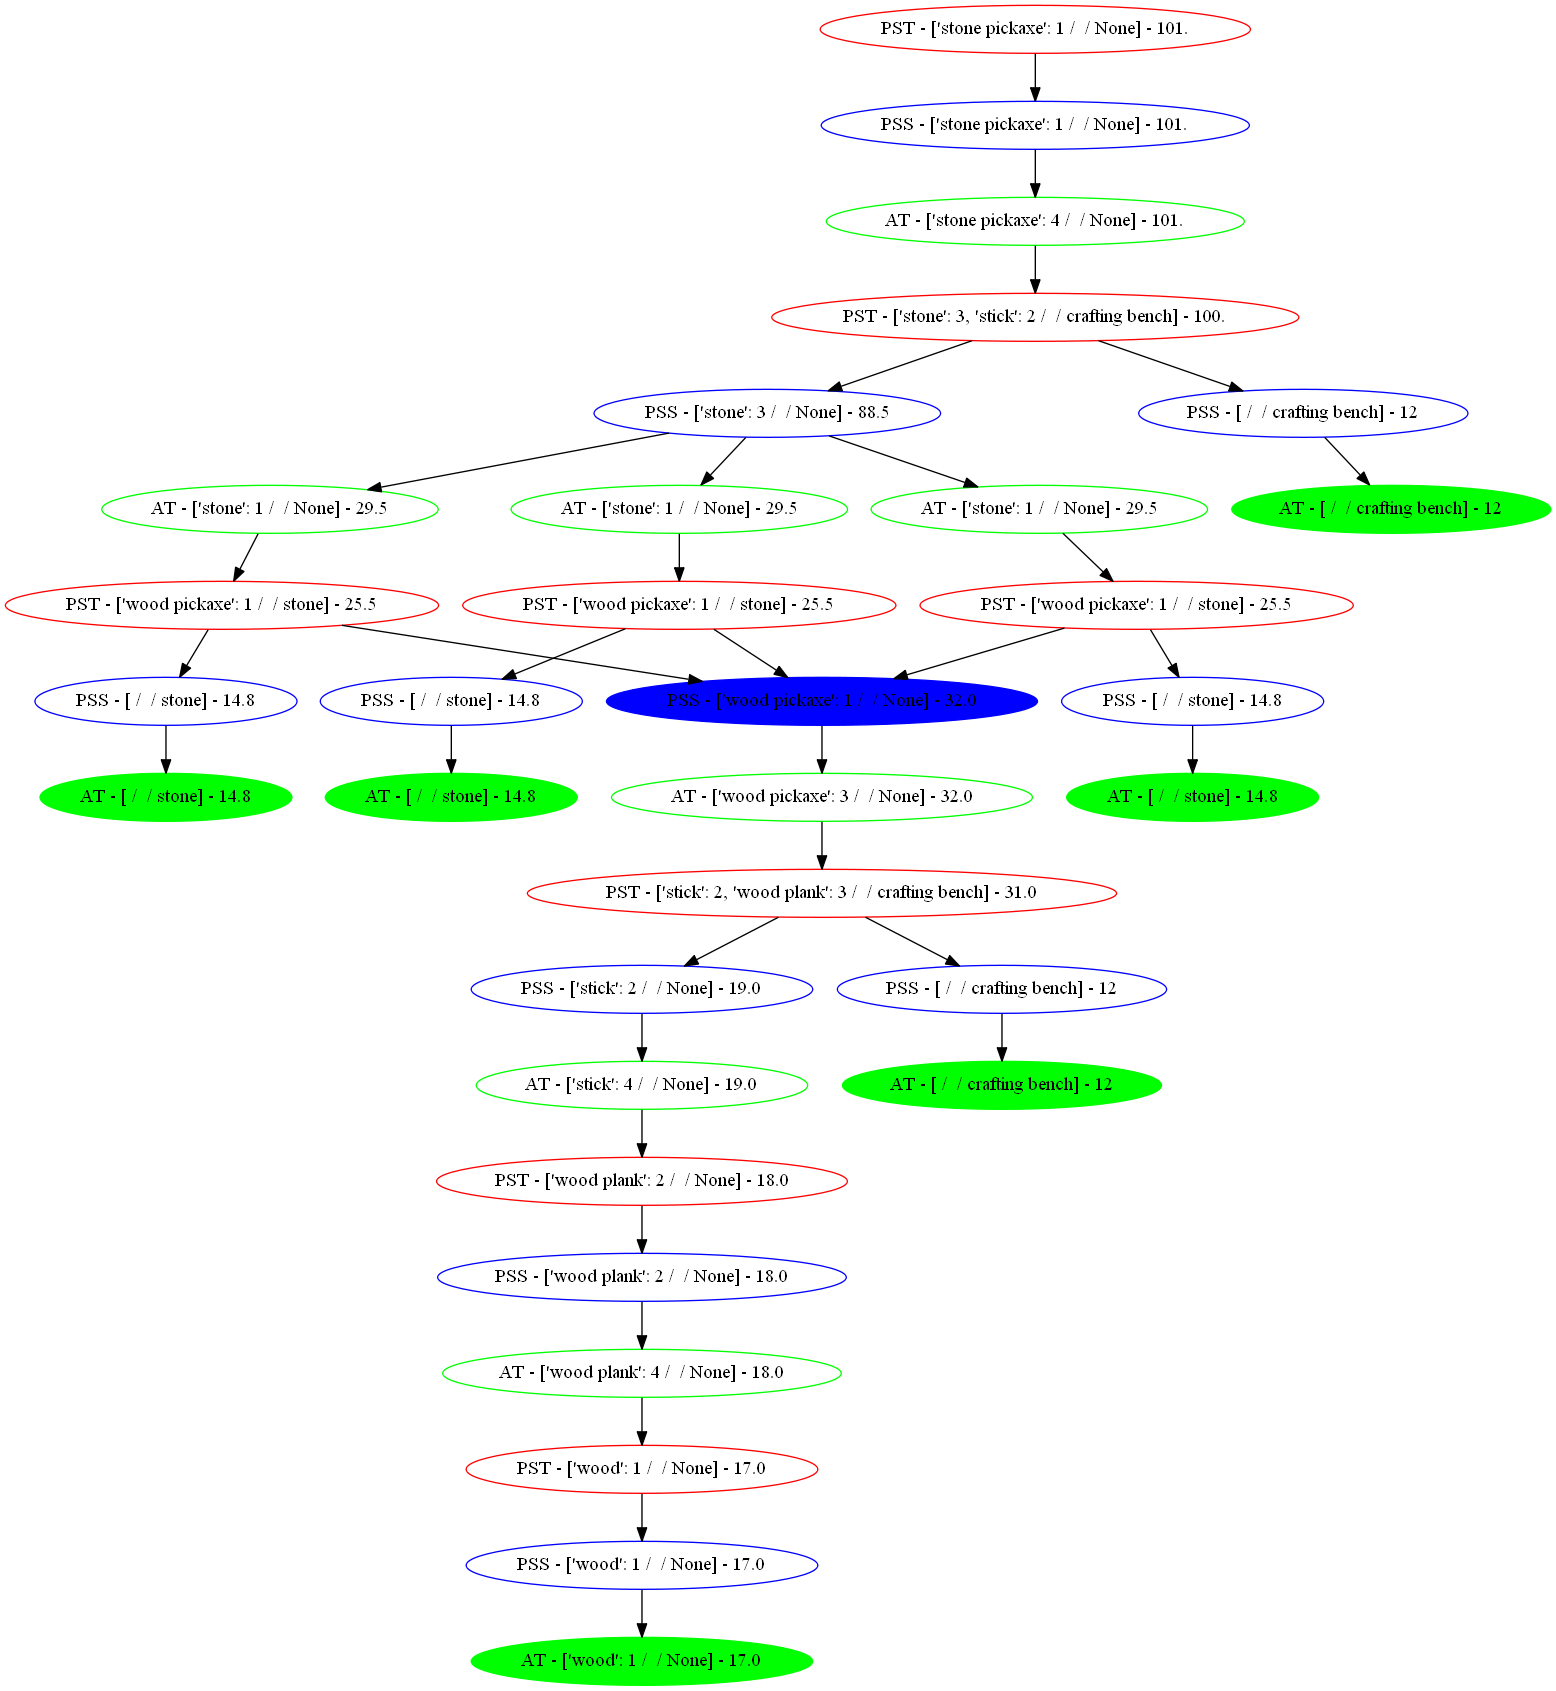 PST - ['stone pickaxe': 1 /  / None] - 101.
PSS - ['stone pickaxe': 1 /  / None] - 101.
AT - ['stone pickaxe': 4 /  / None] - 101.
PST - ['stone': 3, 'stick': 2 /  / crafting bench] - 100.
PSS - ['stone': 3 /  / None] - 88.5
PSS - [ /  / crafting bench] - 12
AT - ['stone': 1 /  / None] - 29.5
AT - ['stone': 1 /  / None] - 29.5
AT - ['stone': 1 /  / None] - 29.5
AT - [ /  / crafting bench] - 12
PST - ['wood pickaxe': 1 /  / stone] - 25.5
PST - ['wood pickaxe': 1 /  / stone] - 25.5
PST - ['wood pickaxe': 1 /  / stone] - 25.5
PSS - [ /  / stone] - 14.8
PSS - [ /  / stone] - 14.8
PSS - ['wood pickaxe': 1 /  / None] - 32.0
PSS - [ /  / stone] - 14.8
AT - [ /  / stone] - 14.8
AT - [ /  / stone] - 14.8
AT - ['wood pickaxe': 3 /  / None] - 32.0
AT - [ /  / stone] - 14.8
PST - ['stick': 2, 'wood plank': 3 /  / crafting bench] - 31.0
PSS - ['stick': 2 /  / None] - 19.0
PSS - [ /  / crafting bench] - 12
AT - ['stick': 4 /  / None] - 19.0
AT - [ /  / crafting bench] - 12
PST - ['wood plank': 2 /  / None] - 18.0
PSS - ['wood plank': 2 /  / None] - 18.0
AT - ['wood plank': 4 /  / None] - 18.0
PST - ['wood': 1 /  / None] - 17.0
PSS - ['wood': 1 /  / None] - 17.0
AT - ['wood': 1 /  / None] - 17.0